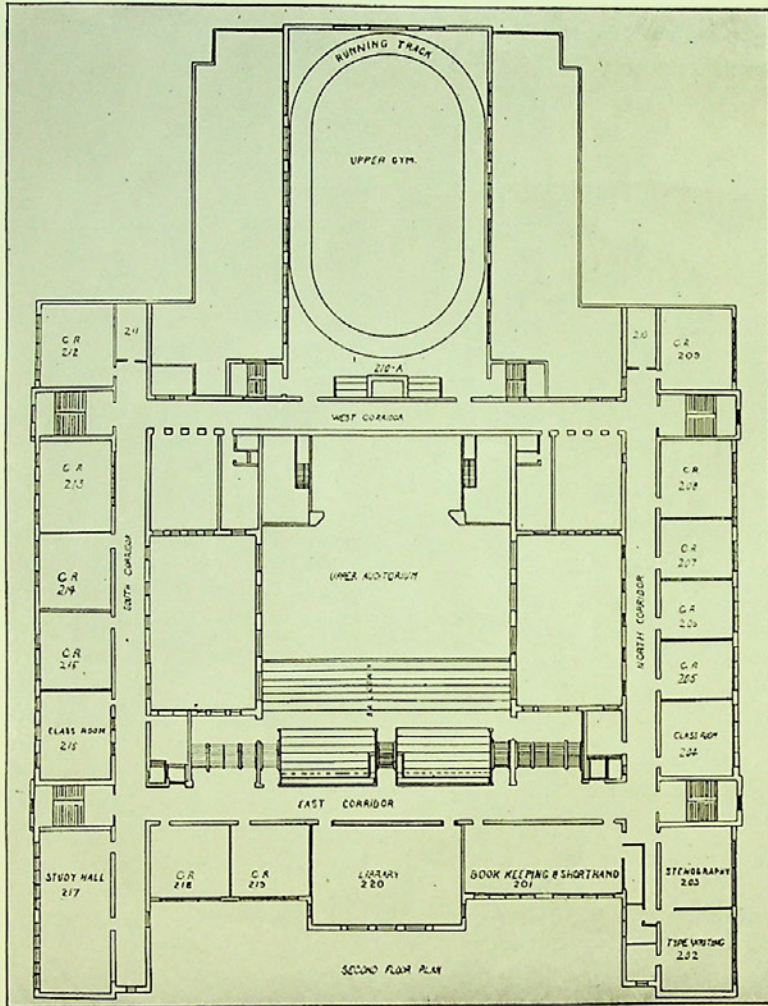 RUNNING TRACK
UPPER GYM.
C.R.
212
211
210-A
210
C.R.
209
WEST CORRIDOR
C.R.
213
C.R.
208
SOUTH CORRIDOR
UPPER AUDITORIUM
NORTH CORRIDOR
C.R.
214
C.R.
207
C.R.
206
C.R.
215
C.R.
205
CLASS ROOM
216
CLASS ROOM
204
EAST CORRIDOR
STUDY HALL
217
C.R.
218
C.R.
219
LIBRARY
220
BOOK KEEPING & SHORTHAND
201
STENOGRAPHY
203
TYPE WRITING
202
SECOND FLOOR PLAN